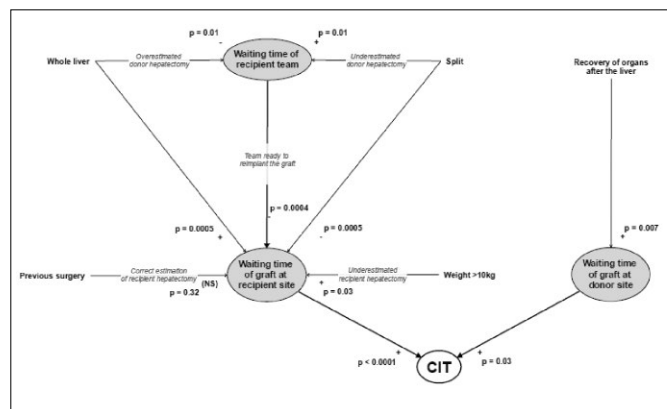 p = 0.01
p = 0.01
-
+
Whole liver
Overestimated
donor hepatectomy
Waiting time of
recipient team
Underestimated
donor hepatectomy
Split
Recovery of organs
after the liver
Team ready to
reimplant the graft
p = 0.0004
-
p = 0.0005
+
p = 0.0005
-
p = 0.007
+
Previous surgery
Correct estimation
of recipient hepatectomy
(NS)
p = 0.32
Waiting time
of graft at
recipient site
Underestimated
recipient hepatectomy
+
p = 0.03
Weight >10kg
Waiting time
of graft at
donor site
+
p < 0.0001
CIT
+
p = 0.03